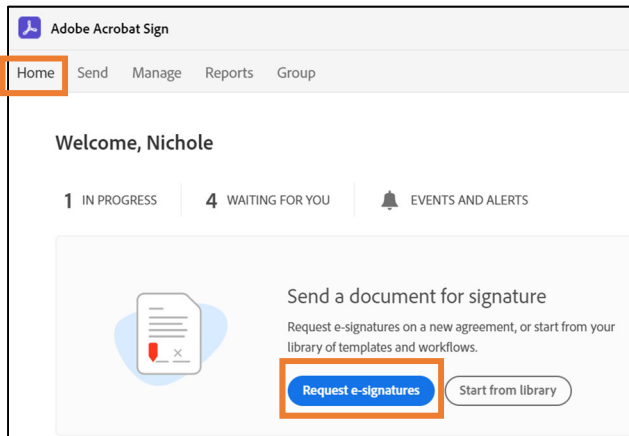 Adobe Acrobat Sign
Home Send Manage Reports Group
Welcome, Nichole
1 IN PROGRESS 4 WAITING FOR YOU EVENTS AND ALERTS
Send a document for signature
Request e-signatures on a new agreement, or start from your
library of templates and workflows.
Request e-signatures Start from library